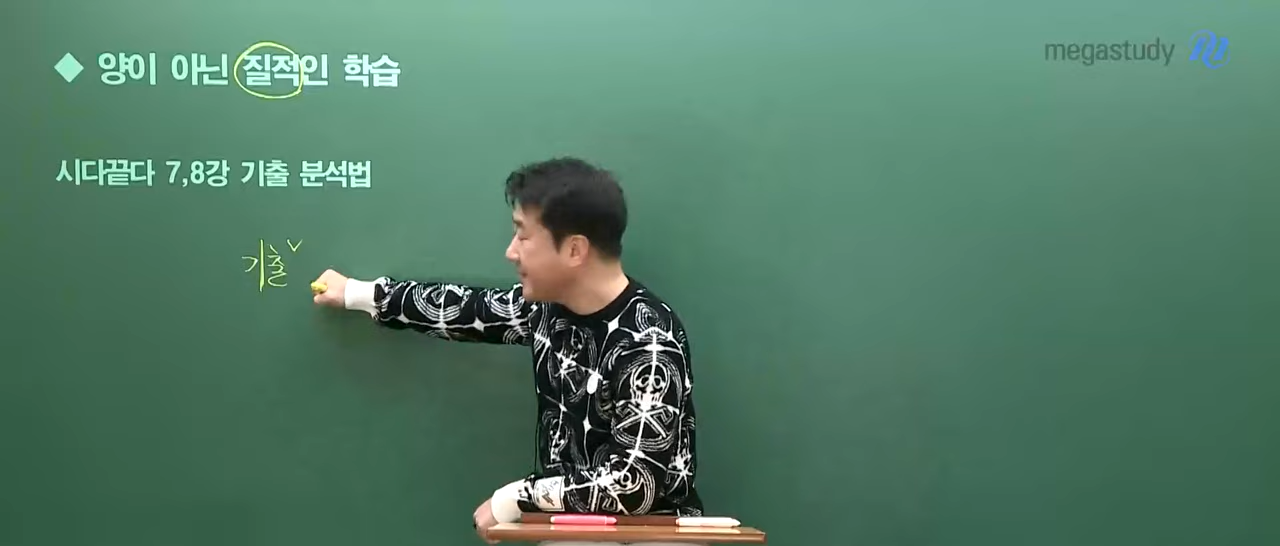 ◆ 양이 아닌 질적인 학습
megastudy
시다끝다 7,8강 기출 분석법
기출